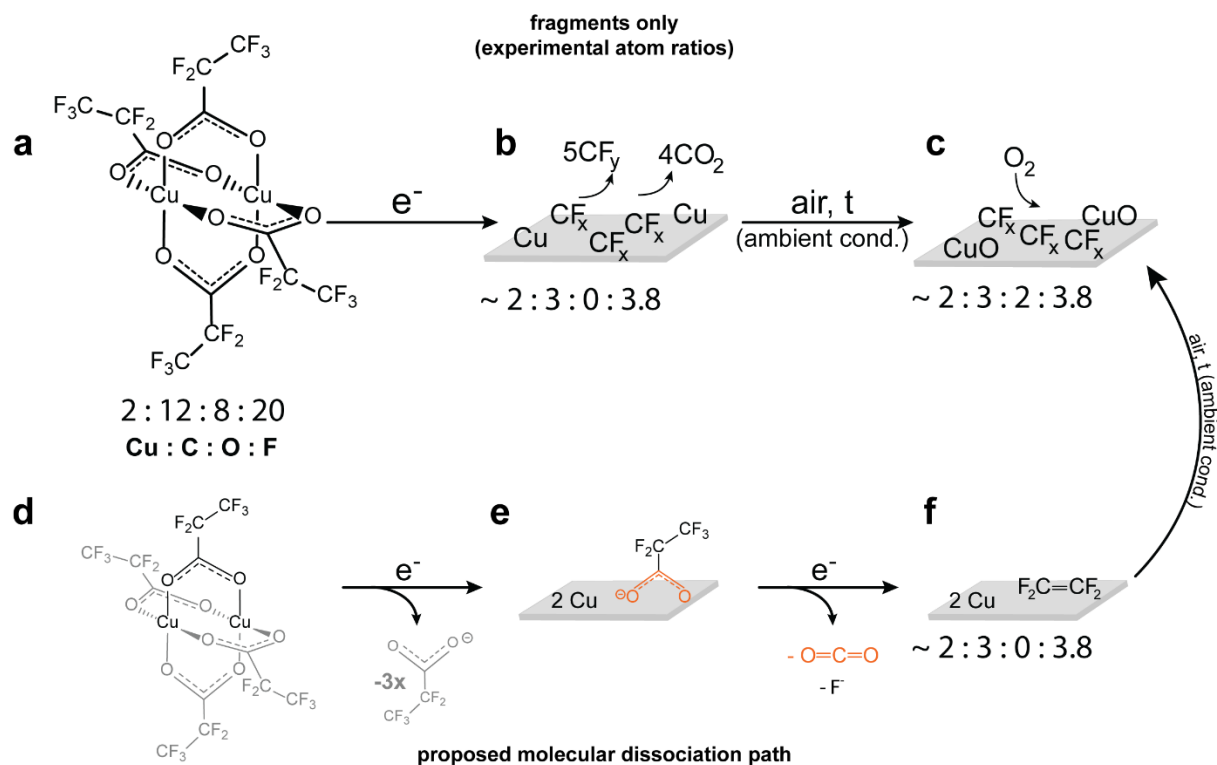 fragments only
(experimental atom ratios)
a
CF3
F2C
F3C
CF2
O
O
O
O
Cu
Cu
O
O
O
O
F2C
CF3
CF2
F3C
2 : 12 : 8 : 20
Cu : C : O : F
e-
b
5CFy
4CO2
CFx
CFx
CFx
Cu
Cu
~ 2 : 3 : 0 : 3.8
air, t
(ambient cond.)
c
O2
CFx
CuO
CFx
CFx
CuO
~ 2 : 3 : 2 : 3.8
air, t (ambient cond.)
d
CF3
F2C
CF3
CF2
O
O
O
O
Cu
Cu
O
O
O
O
F2C
CF3
CF2
CF3
e-
-3x
O
O⊖
CF2
CF3
e
CF3
F2C
2 Cu
⊖O
O
e-
- O=C=O
- F-
f
2 Cu
F2C=CF2
~ 2 : 3 : 0 : 3.8
proposed molecular dissociation path